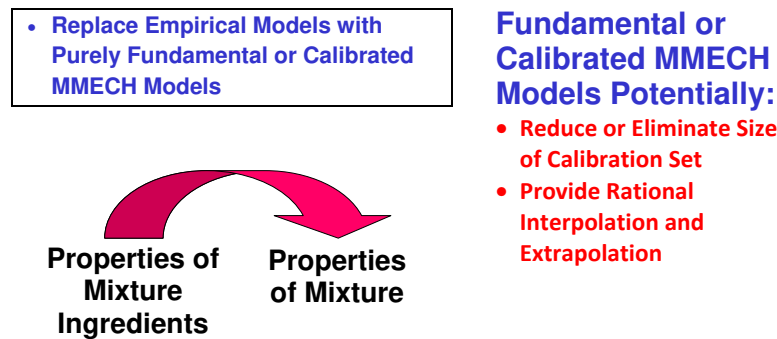 • Replace Empirical Models with
Purely Fundamental or Calibrated
MMECH Models
Fundamental or
Calibrated MMECH
Models Potentially:
• Reduce or Eliminate Size
of Calibration Set
• Provide Rational
Interpolation and
Extrapolation
Properties of
Mixture
Ingredients
Properties
of Mixture